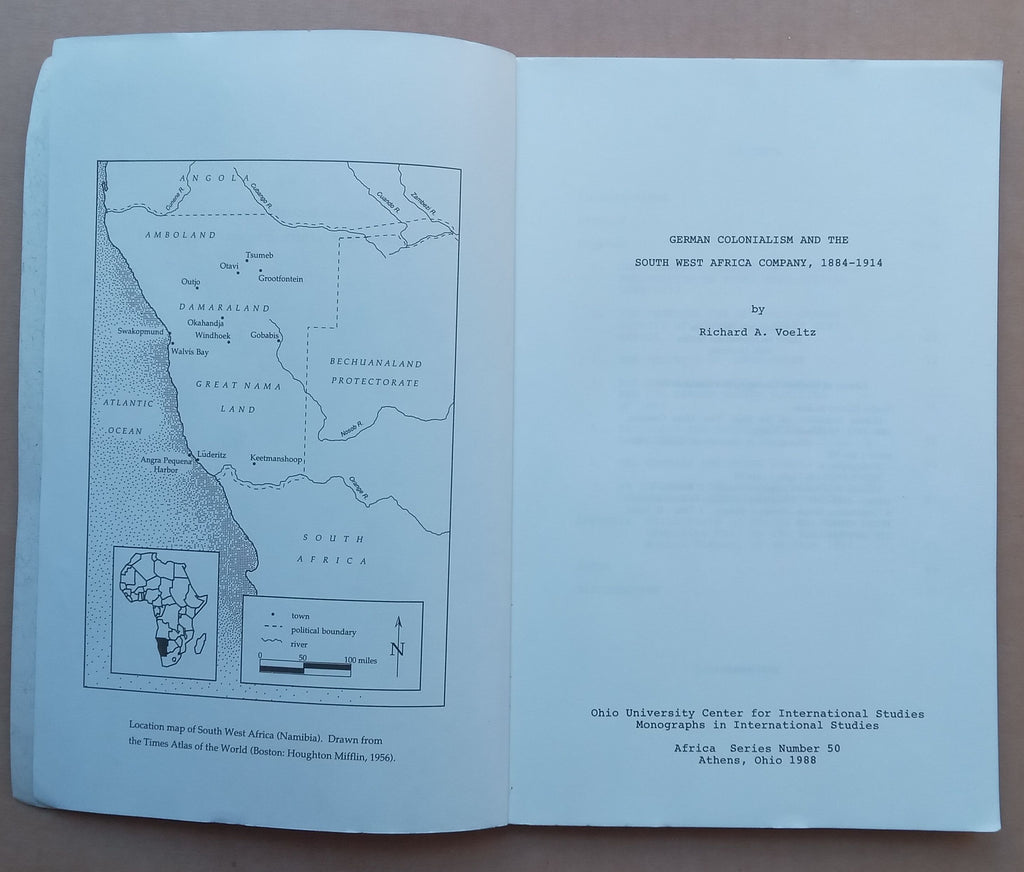 ANGOLA
Cunene R.
Cubango R.
Cuando R.
Zambezi R.
AMBOLAND
Tsumeb
Otavi
Grootfontein
Outjo
DAMARALAND
Okahandja
Swakopmund
Windhoek
Gobabis
Walvis Bay
BECHUANALAND
PROTECTORATE
GREAT NAMA
LAND
ATLANTIC
OCEAN
Nosob R.
Angra Pequena
Harbor
Lüderitz
Keetmanshoop
Orange R.
SOUTH
AFRICA
town
political boundary
river
0 50 100 miles
N
Location map of South West Africa (Namibia). Drawn from
the Times Atlas of the World (Boston: Houghton Mifflin, 1956).
GERMAN COLONIALISM AND THE
SOUTH WEST AFRICA COMPANY, 1884-1914
by
Richard A. Voeltz
Ohio University Center for International Studies
Monographs in International Studies
Africa Series Number 50
Athens, Ohio 1988